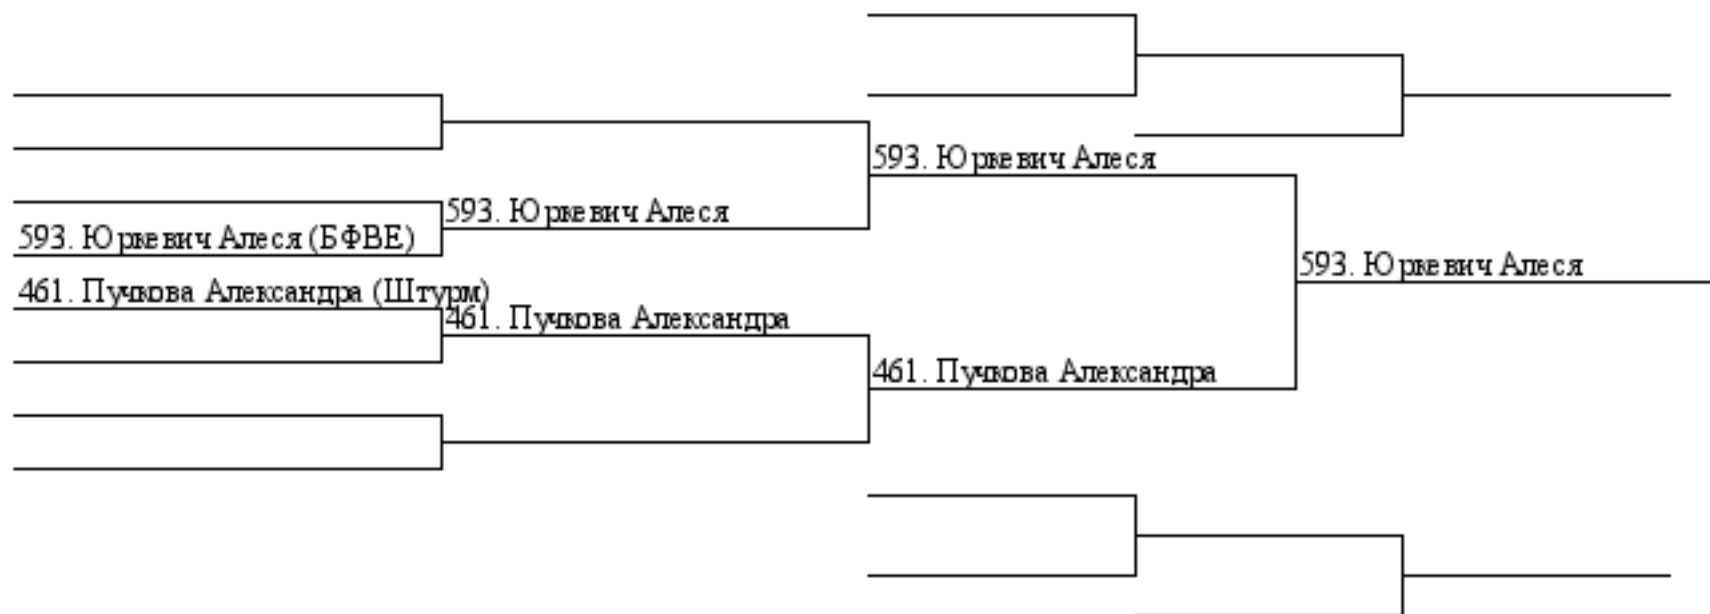 593. Юркевич Алеся
593. Юркевич Алеся
593. Юркевич Алеся (БФВЕ)
593. Юркевич Алеся
461. Пучкова Александра (Штурм)
461. Пучкова Александра
461. Пучкова Александра